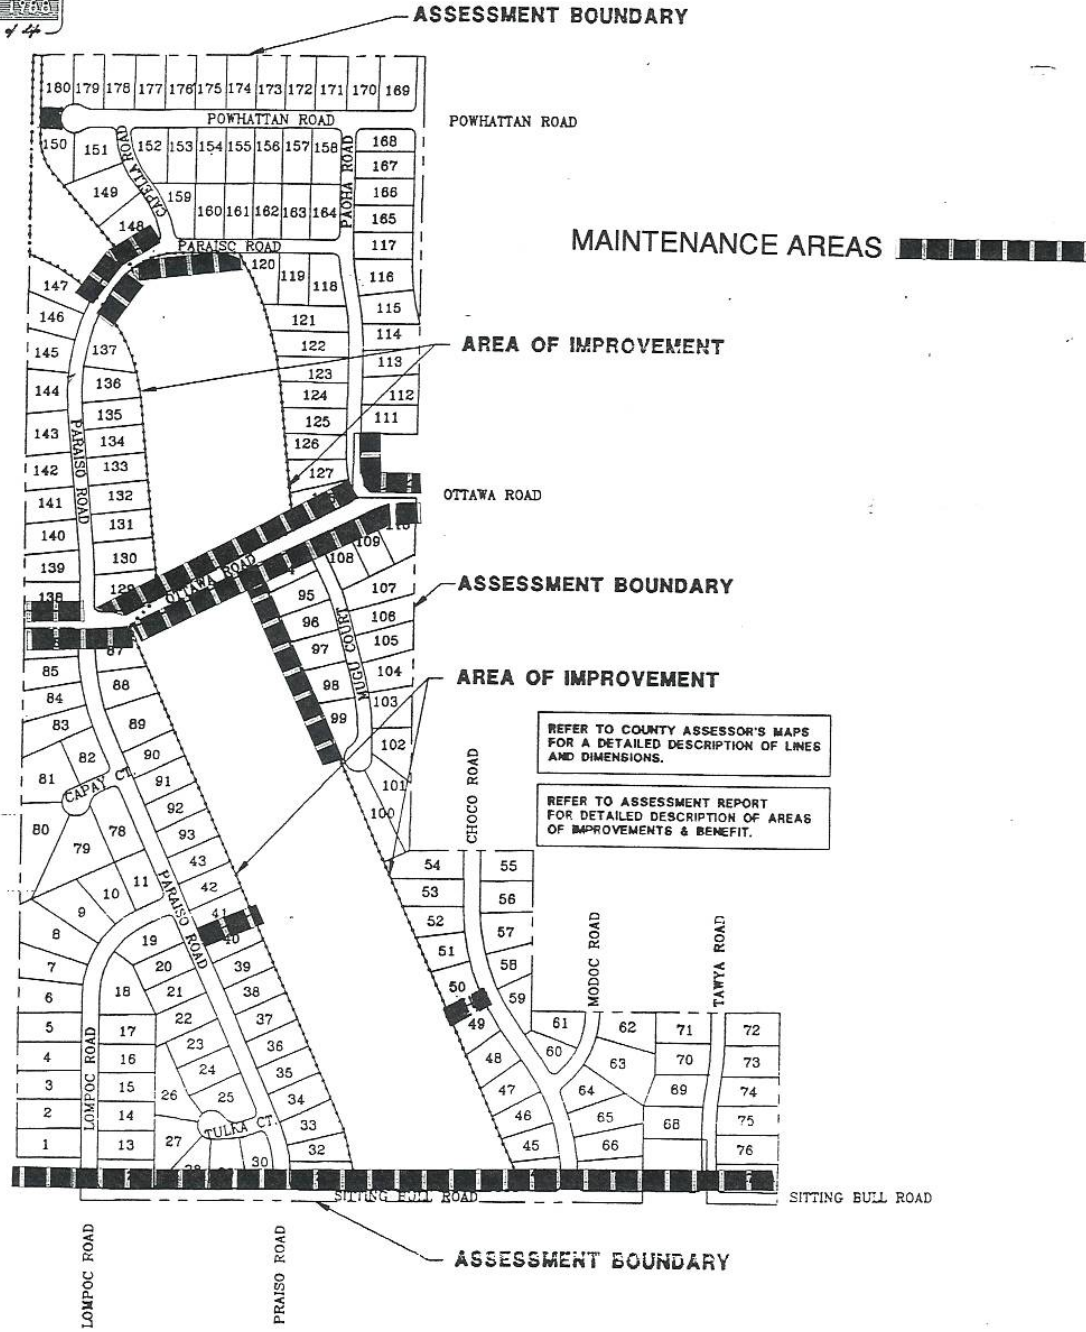 1788
ASSESSMENT BOUNDARY
180 179 178 177 176 175 174 173 172 171 170 169
POWHATTAN ROAD
POWHATTAN ROAD
150 151 152 153 154 155 156 157 158 168
CAPELLA ROAD
PAOHA ROAD
167
149 159 166
160 161 162 163 164 165
148
PARAISC ROAD
117
MAINTENANCE AREAS
120 119 118 116
147
146 121 115
145 137 122 114
AREA OF IMPROVEMENT
144 136 123 113
135 124 112
143 134 125 111
PARAISO ROAD
142 133 126
141 132 127
OTTAWA ROAD
140 131
139 130 108 109
OTTAWA ROAD
138 129 95 107
ASSESSMENT BOUNDARY
96 106
MUGU COURT
87 97 105
85 88 98 104
AREA OF IMPROVEMENT
84 99 103
83 89 102
82 90 101
81 91 100
CAPAY CT.
REFER TO COUNTY ASSESSOR'S MAPS
FOR A DETAILED DESCRIPTION OF LINES
AND DIMENSIONS.
REFER TO ASSESSMENT REPORT
FOR DETAILED DESCRIPTION OF AREAS
OF IMPROVEMENTS & BENEFIT.
CHOCO ROAD
80 78 92
79 93
43 54 55
10 11 42 53 56
PARAISO ROAD
9 41 52 57
8 19 40 51 58
7 20 39 50 59
6 18 21 38 49
MODOC ROAD
TAWYA ROAD
5 17 22 37 48 61 62 71 72
4 16 23 36 47 60 63 70 73
3 15 24 35 46 64 69 74
2 14 26 25 34 45 65 68 75
LOMPOC ROAD
TULKA CT.
1 13 27 33 66 76
30 32
SITTING BULL ROAD
SITTING BULL ROAD
LOMPOC ROAD
PRAISO ROAD
ASSESSMENT BOUNDARY